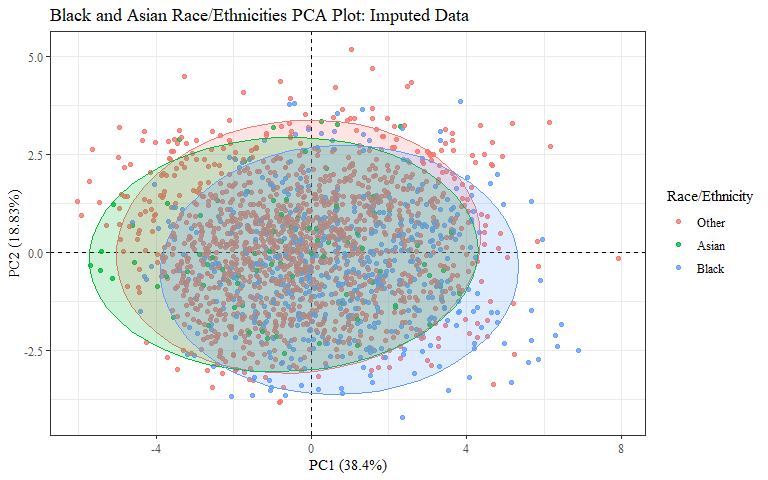 Black and Asian Race/Ethnicities PCA Plot: Imputed Data
5.0
2.5
0.0
-2.5
PC2 (18.83%)
-4
0
4
8
PC1 (38.4%)
Race/Ethnicity
Other
Asian
Black